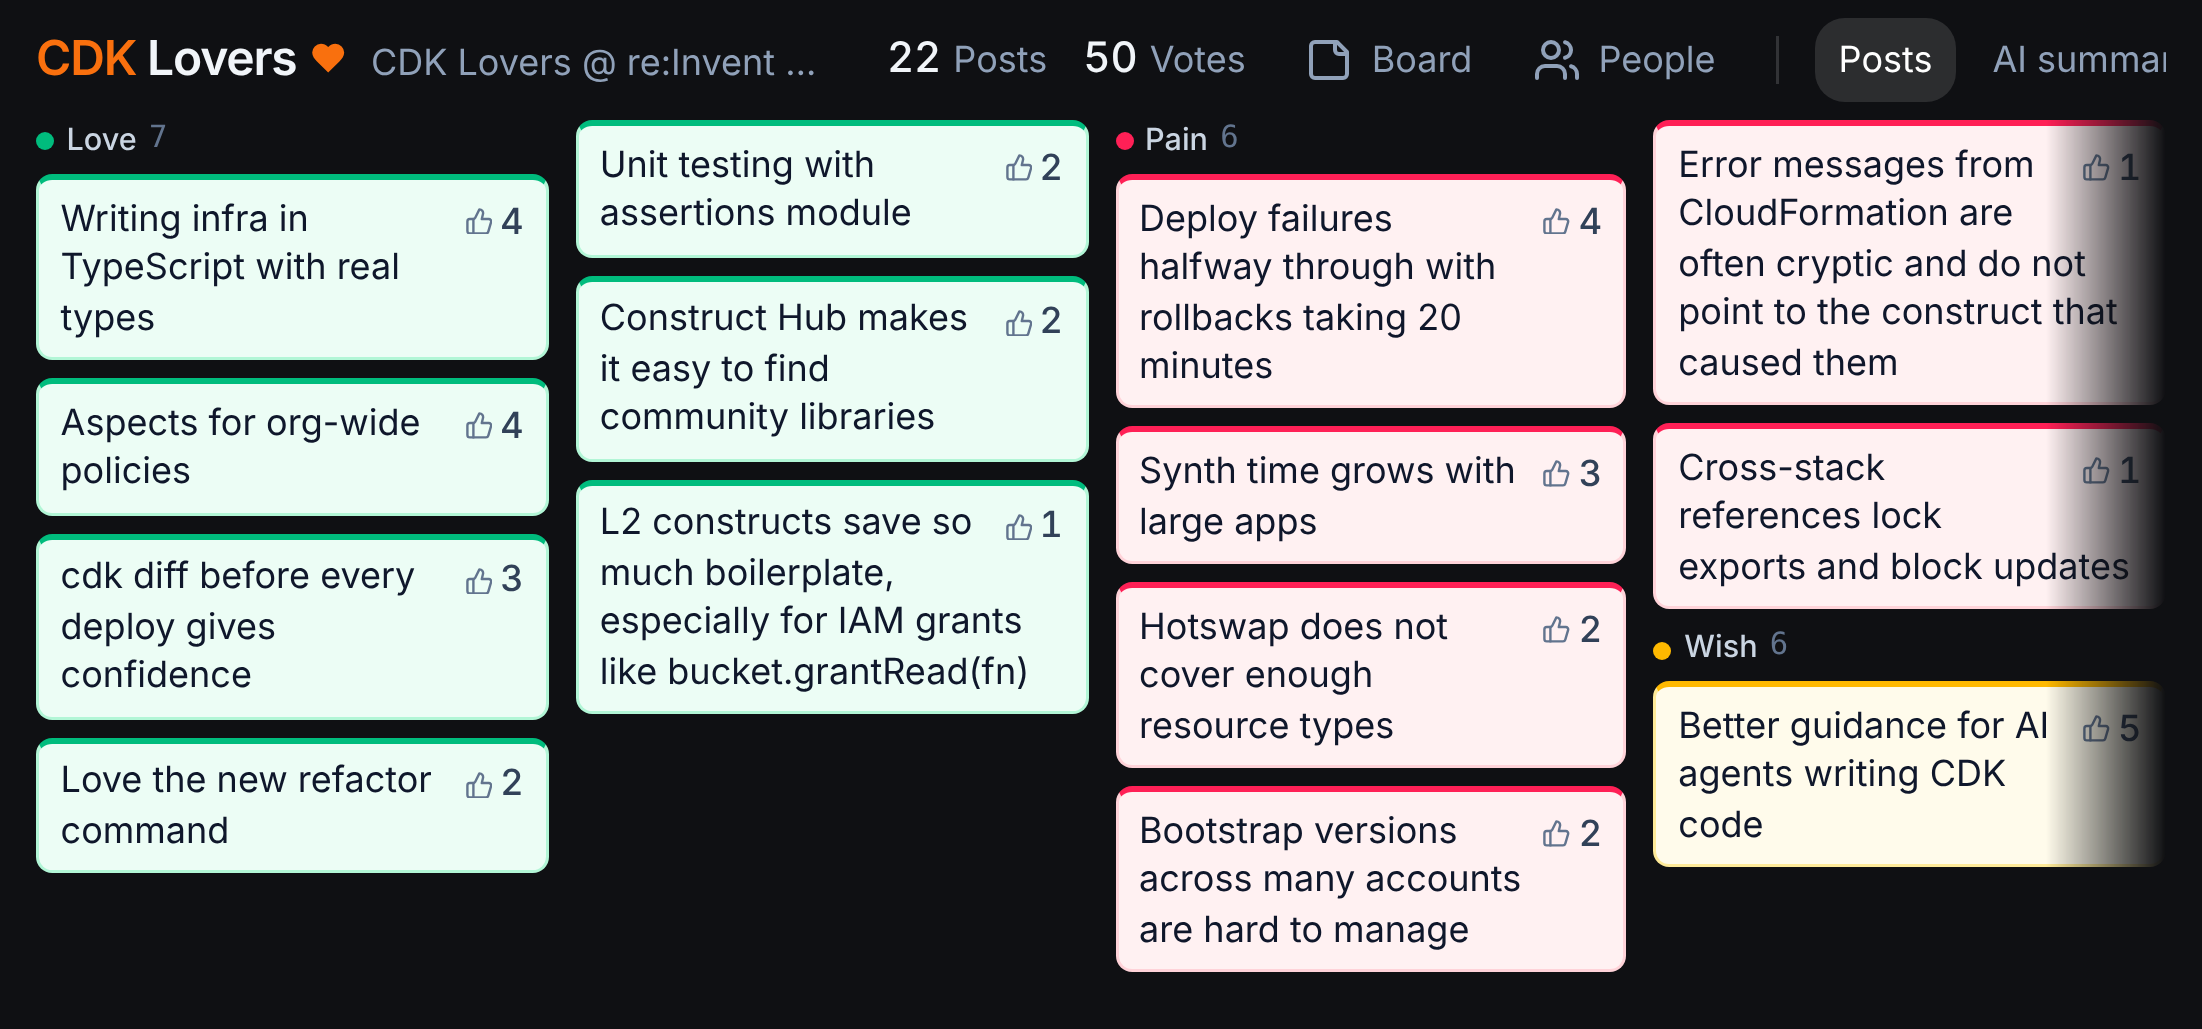 CDK Lovers CDK Lovers @ re:Invent ... 22 Posts 50 Votes Board People Posts AI summar
Love 7
Writing infra in 4
TypeScript with real
types
Aspects for org-wide 4
policies
cdk diff before every 3
deploy gives
confidence
Love the new refactor 2
command
Unit testing with 2
assertions module
Construct Hub makes 2
it easy to find
community libraries
L2 constructs save so 1
much boilerplate,
especially for IAM grants
like bucket.grantRead(fn)
Pain 6
Deploy failures 4
halfway through with
rollbacks taking 20
minutes
Synth time grows with 3
large apps
Hotswap does not 2
cover enough
resource types
Bootstrap versions 2
across many accounts
are hard to manage
Error messages from 1
CloudFormation are
often cryptic and do not
point to the construct that
caused them
Cross-stack 1
references lock
exports and block updates
Wish 6
Better guidance for AI 5
agents writing CDK
code